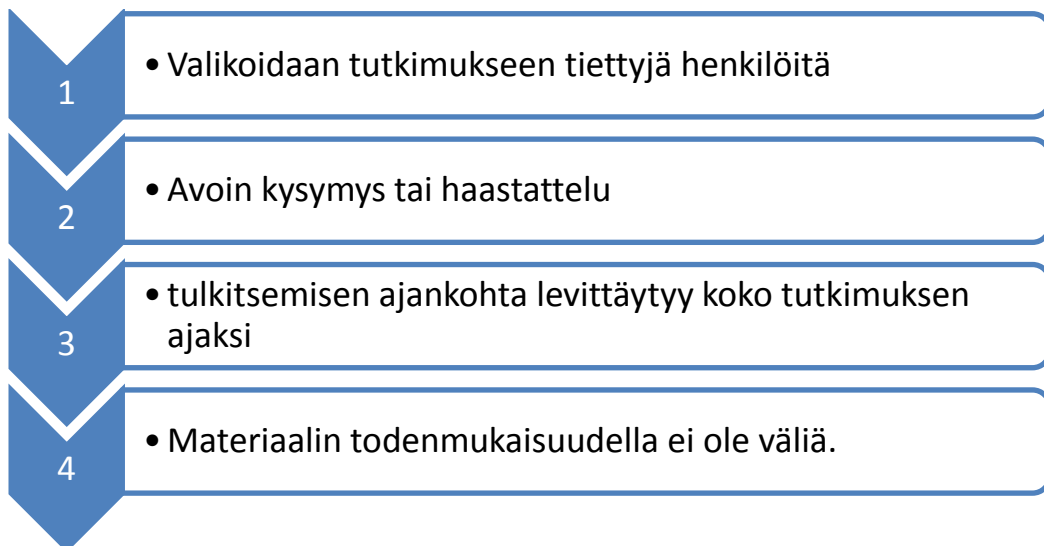 1
• Valikoidaan tutkimukseen tiettyjä henkilöitä
2
• Avoin kysymys tai haastattelu
3
• tulkitsemisen ajankohta levittäytyy koko tutkimuksen
ajaksi
4
• Materiaalin todenmukaisuudella ei ole väliä.